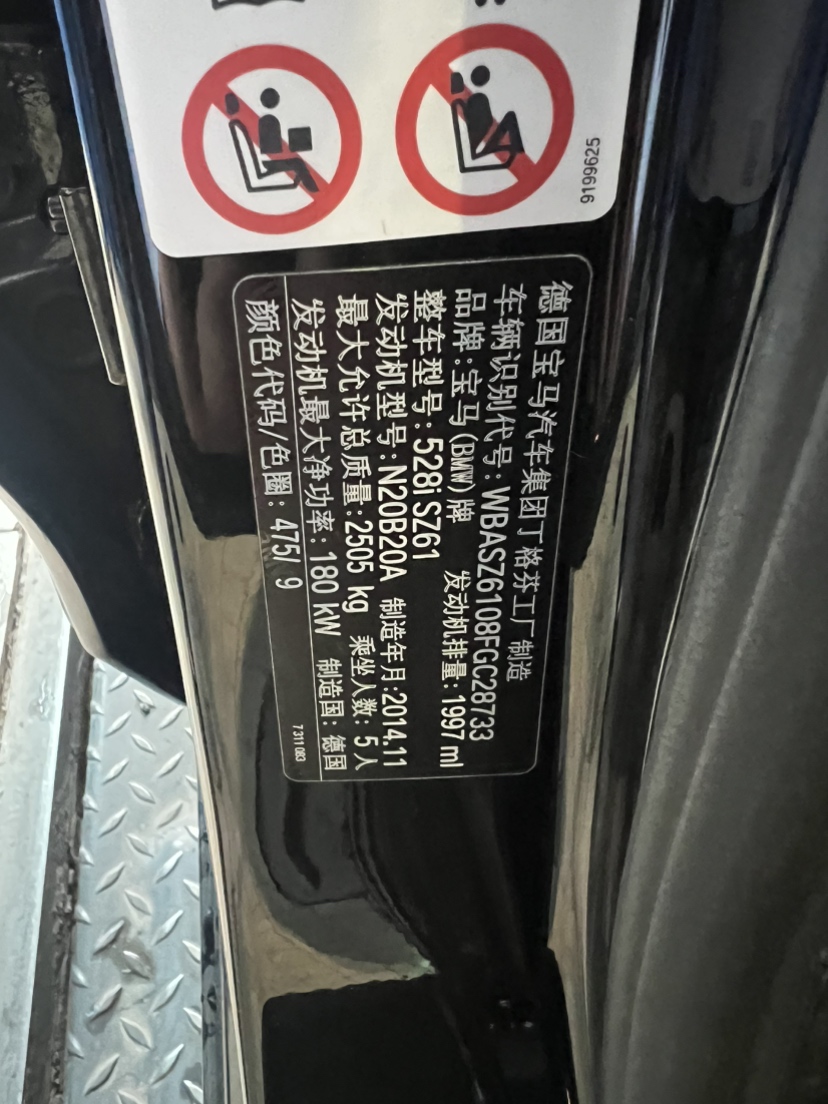 9199625
德国宝马汽车集团丁格芬工厂 制造
车辆识别代号: WBASZ6108FGC28733
品牌:宝马(BMW)牌 发动机排量: 1997 ml
整车型号: 528i SZ61
发动机型号: N20B20A 制造年月:2014.11
最大允许总质量: 2505 kg 乘坐人数: 5 人
发动机最大净功率: 180 kW 制造国: 德国
颜色代码/色圈: 475/ 9
7 311 083